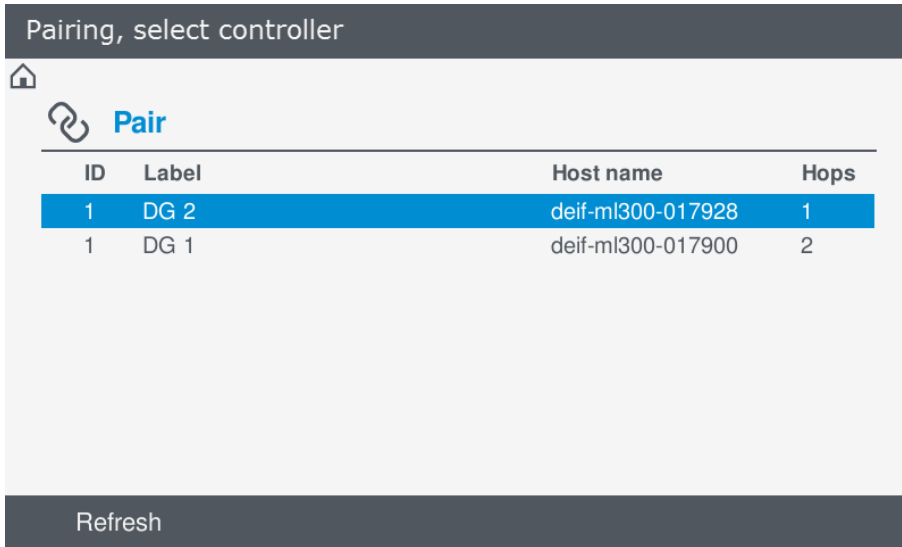 Pairing, select controller
Pair
ID Label Host name Hops
1 DG 2 deif-ml300-017928 1
1 DG 1 deif-ml300-017900 2
Refresh